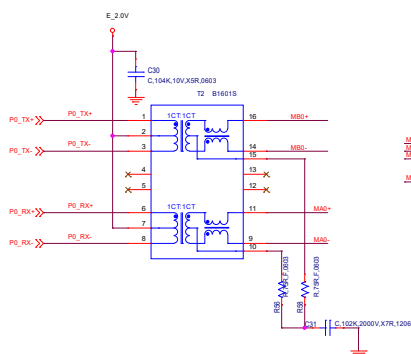 E_2.0V
C30
C,104K,10V,X5R,0603
T2 B1601S
P0_TX+ P0_TX+ 1 1CT:1CT 16 MB0+
2
P0_TX- P0_TX- 3 14 MB0-
15
4 13
5 12
P0_RX+ P0_RX+ 6 1CT:1CT 11 MA0+
7
P0_RX- P0_RX- 8 9 MA0-
10
R56
R,75R,F,0603
R58
R,75R,F,0603
C31 C,102K,2000V,X7R,1206